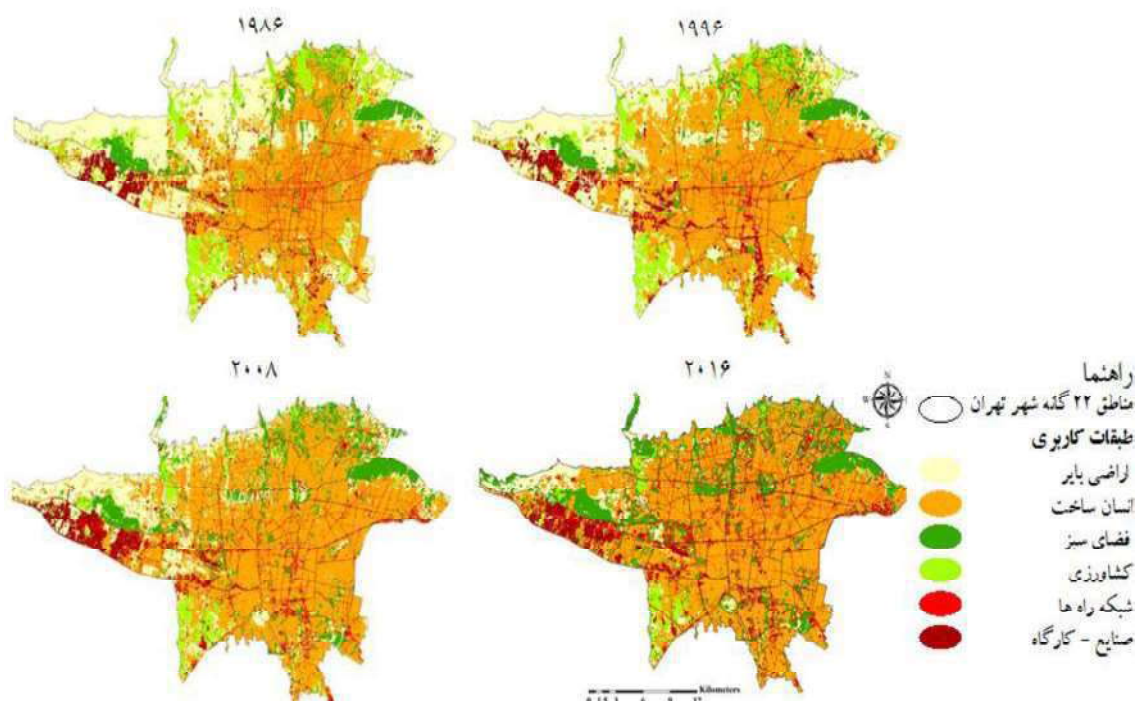 ۱۹۸۶
۱۹۹۶
۲۰۰۸
۲۰۱۶
N
راهنما
مناطق ۲۲ گانه شهر تهران
طبقات کاربری
اراضی بایر
انسان ساخت
فضای سبز
کشاورزی
شبکه راه ها
صنایع - کارگاه
Kilometers